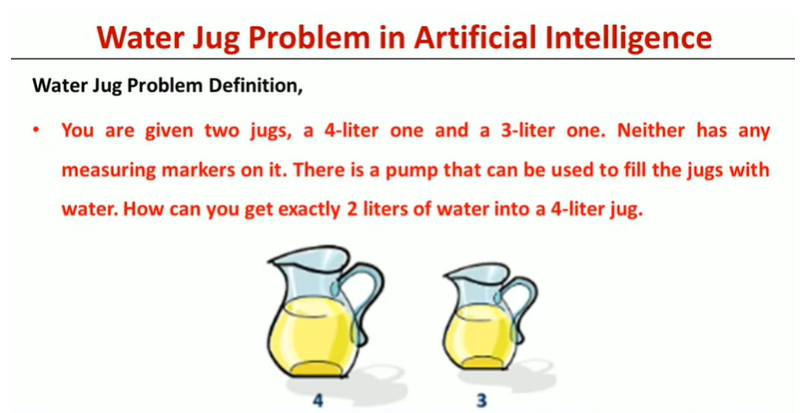 Water Jug Problem in Artificial Intelligence
Water Jug Problem Definition,
• You are given two jugs, a 4-liter one and a 3-liter one. Neither has any
measuring markers on it. There is a pump that can be used to fill the jugs with
water. How can you get exactly 2 liters of water into a 4-liter jug.
4 3